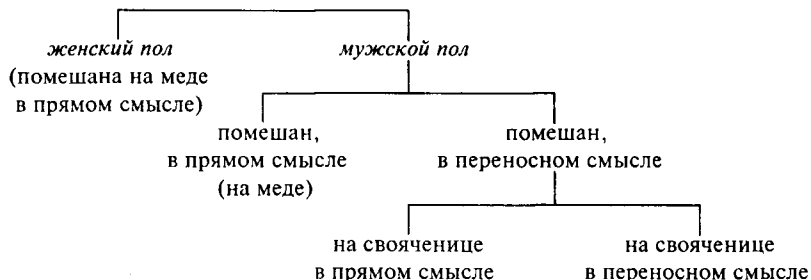 женский пол
(помешана на меде
в прямом смысле)
мужской пол
помешан,
в прямом смысле
(на меде)
помешан,
в переносном смысле
на свояченице
в прямом смысле
на свояченице
в переносном смысле